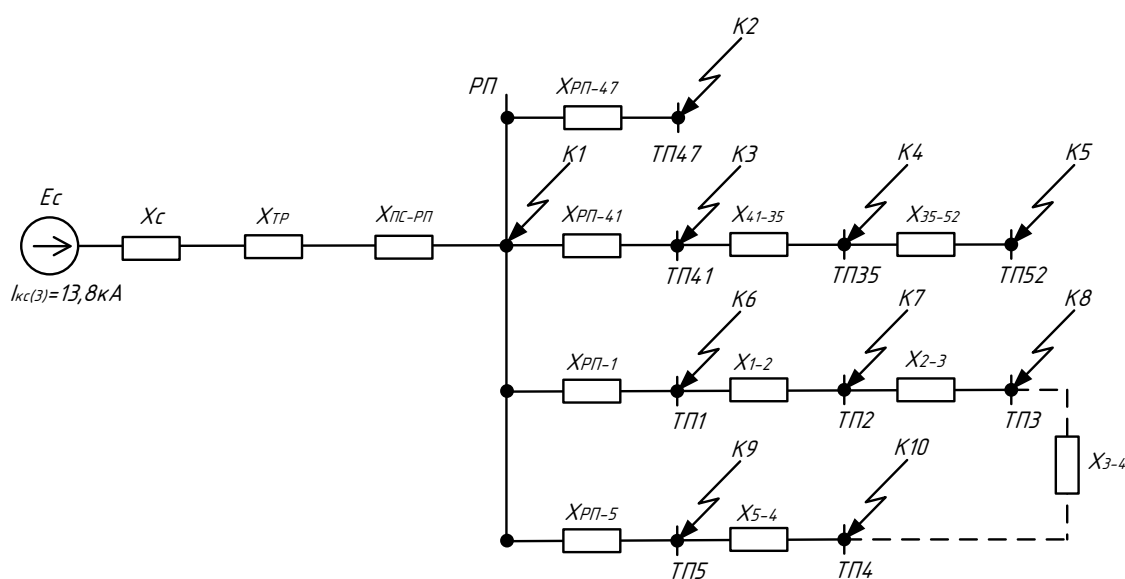 K2
РП
XРП-47
ТП47
K1
K3
K4
K5
Ec
Xc
XТР
XПС-РП
XРП-41
X41-35
X35-52
ТП41
ТП35
ТП52
Iкс(3)=13,8кА
K6
K7
K8
XРП-1
X1-2
X2-3
ТП1
ТП2
ТП3
K9
K10
X3-4
XРП-5
X5-4
ТП5
ТП4